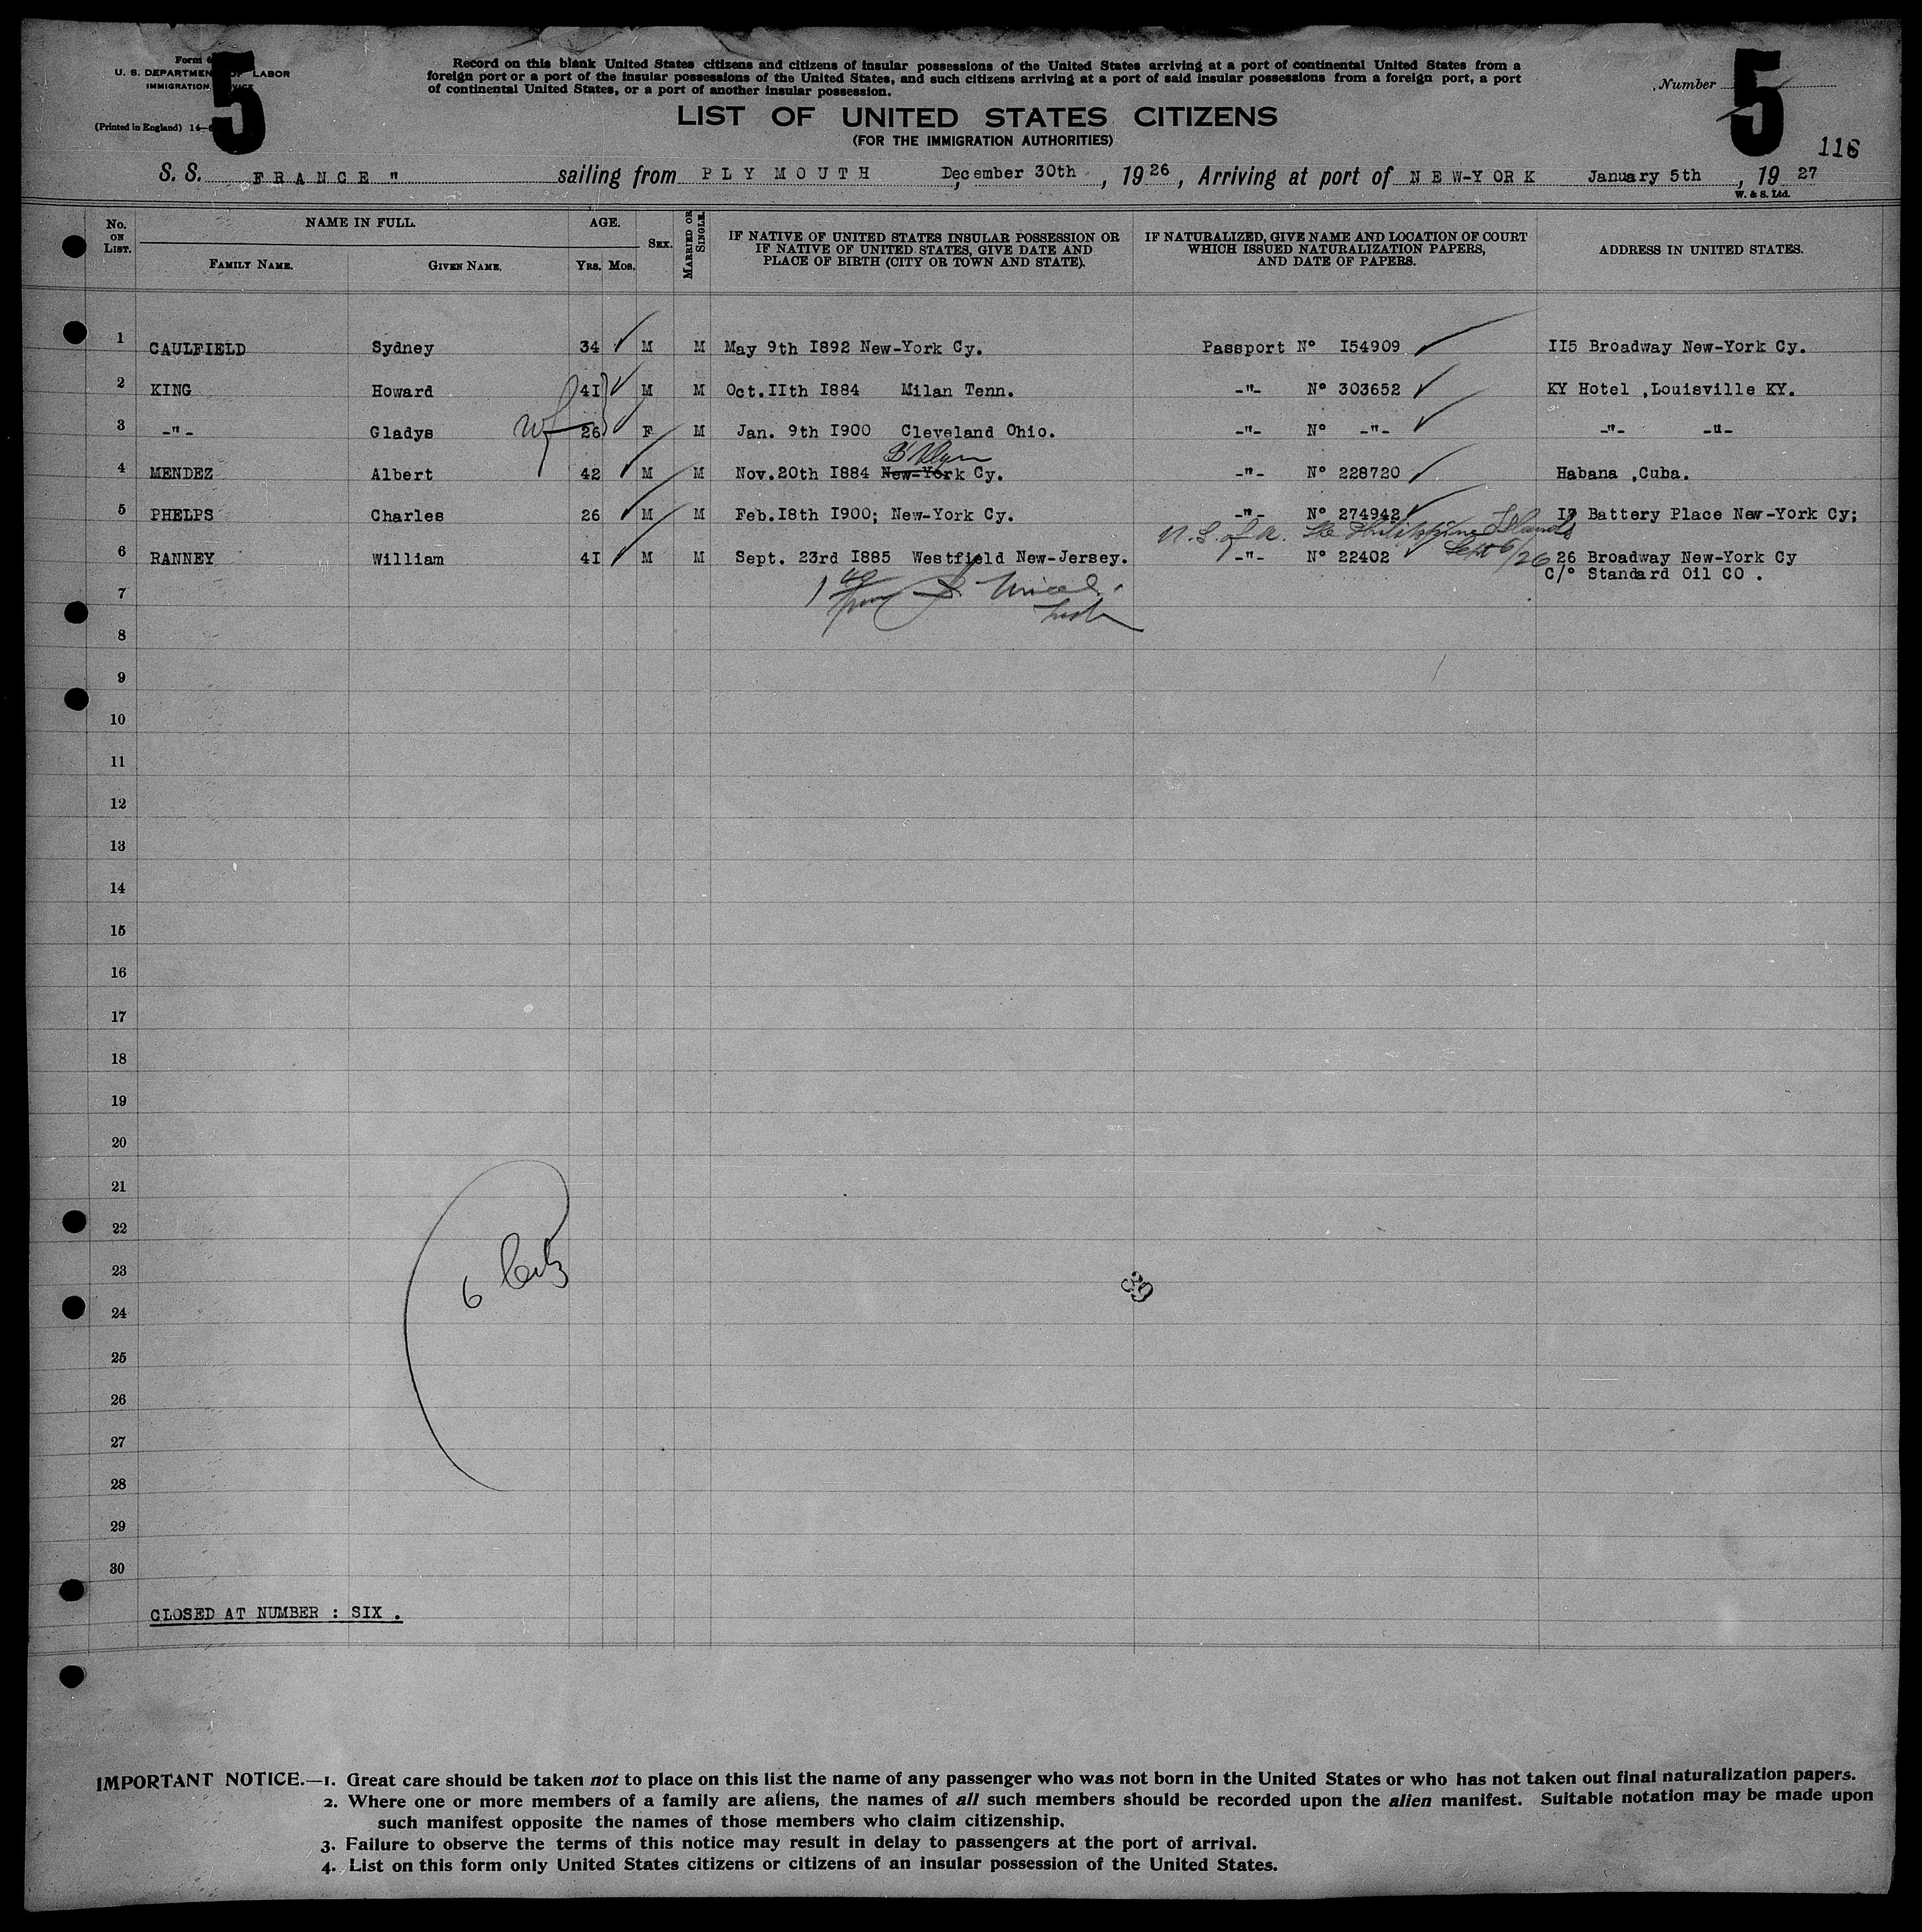 5
U. S. DEPARTMENT OF LABOR
IMMIGRATION
(Printed in England) 14-
Record on this blank United States citizens and citizens of insular possessions of the United States arriving at a port of continental United States from a
foreign port or a port of the insular possessions of the United States, and such citizens arriving at a port of said insular possessions from a foreign port, a port
of continental United States, or a port of another insular possession.
Number 5
LIST OF UNITED STATES CITIZENS
(FOR THE IMMIGRATION AUTHORITIES)
116
S. S. FRANCE " sailing from PLYMOUTH December 30th, 1926, Arriving at port of NEW-YORK January 5th, 1927
W. & S. Ltd.
No. ON LIST. NAME IN FULL. FAMILY NAME. GIVEN NAME. AGE. YRS. MOS. SEX. MARRIED OR SINGLE. IF NATIVE OF UNITED STATES INSULAR POSSESSION OR IF NATIVE OF UNITED STATES, GIVE DATE AND PLACE OF BIRTH (CITY OR TOWN AND STATE). IF NATURALIZED, GIVE NAME AND LOCATION OF COURT WHICH ISSUED NATURALIZATION PAPERS, AND DATE OF PAPERS. ADDRESS IN UNITED STATES.
1 CAULFIELD Sydney 34 M M May 9th I892 New-York Cy. Passport N° I54909 II5 Broadway New-York Cy.
2 KING Howard 4I M M Oct.IIth I884 Milan Tenn. -"- N° 303652 KY Hotel ,Louisville KY.
3 -"- Gladys wf 26 F M Jan. 9th I900 Cleveland Ohio. -"- N° -"- -"- -"-
B'klyn
4 MENDEZ Albert 42 M M Nov.20th I884 New-York Cy. -"- N° 228720 Habana ,Cuba.
5 PHELPS Charles 26 M M Feb.I8th I900; New-York Cy. -"- N° 274942 I7 Battery Place New-York Cy;
U. S. of A. The Philippine Islands
Sept 6/26
6 RANNEY William 4I M M Sept. 23rd I885 Westfield New-Jersey. -"- N° 22402 26 Broadway New-York Cy
C/° Standard Oil CO .
7
8
9
10
11
12
13
14
15
16
17
18
19
20
21
22
23
6
39
24
25
26
27
28
29
30
CLOSED AT NUMBER : SIX .
IMPORTANT NOTICE.—1. Great care should be taken not to place on this list the name of any passenger who was not born in the United States or who has not taken out final naturalization papers.
2. Where one or more members of a family are aliens, the names of all such members should be recorded upon the alien manifest. Suitable notation may be made upon
such manifest opposite the names of those members who claim citizenship.
3. Failure to observe the terms of this notice may result in delay to passengers at the port of arrival.
4. List on this form only United States citizens or citizens of an insular possession of the United States.